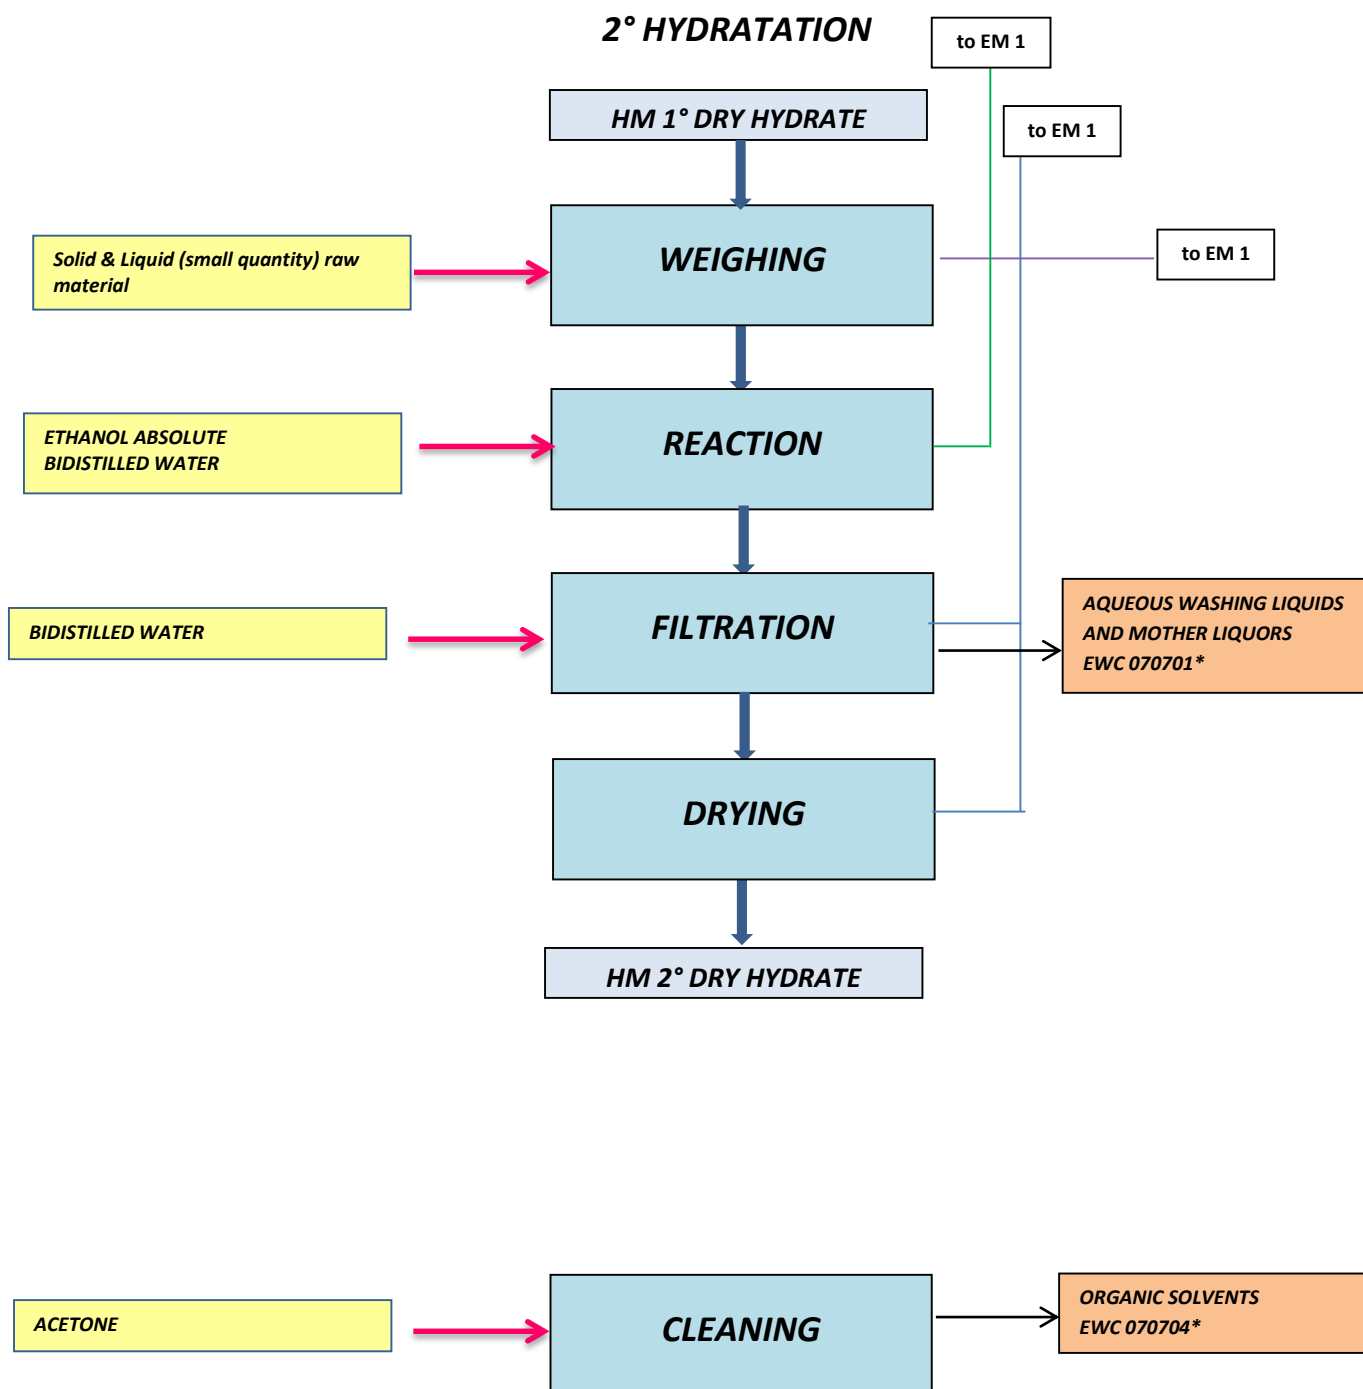 2° HYDRATATION
to EM 1
HM 1° DRY HYDRATE
to EM 1
WEIGHING
to EM 1
Solid & Liquid (small quantity) raw
material
REACTION
ETHANOL ABSOLUTE
BIDISTILLED WATER
FILTRATION
BIDISTILLED WATER
AQUEOUS WASHING LIQUIDS
AND MOTHER LIQUORS
EWC 070701*
DRYING
HM 2° DRY HYDRATE
ACETONE
CLEANING
ORGANIC SOLVENTS
EWC 070704*